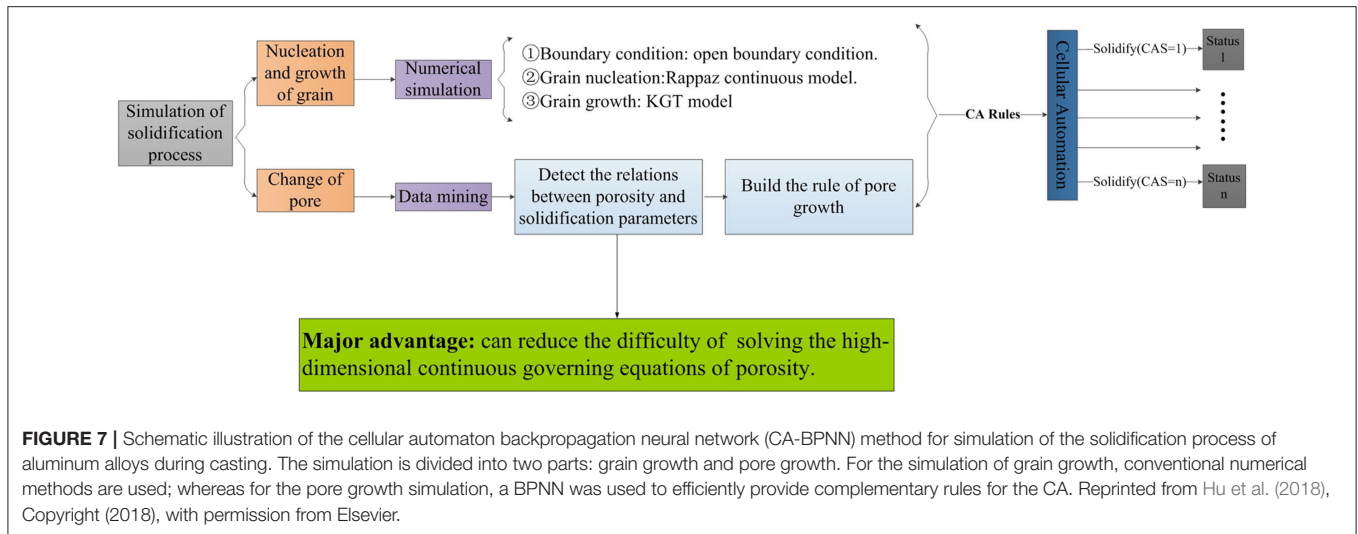 Simulation of
solidification
process
Nucleation
and growth
of grain
Numerical
simulation
①Boundary condition: open boundary condition.
②Grain nucleation:Rappaz continuous model.
③Grain growth: KGT model
Change of
pore
Data mining
Detect the relations
between porosity and
solidification parameters
Build the rule of pore
growth
CA Rules
Cellular Automation
Solidify(CAS=1)
Status
1
Solidify(CAS=n)
Status
n
Major advantage: can reduce the difficulty of solving the high-
dimensional continuous governing equations of porosity.
FIGURE 7 | Schematic illustration of the cellular automaton backpropagation neural network (CA-BPNN) method for simulation of the solidification process of
aluminum alloys during casting. The simulation is divided into two parts: grain growth and pore growth. For the simulation of grain growth, conventional numerical
methods are used; whereas for the pore growth simulation, a BPNN was used to efficiently provide complementary rules for the CA. Reprinted from Hu et al. (2018),
Copyright (2018), with permission from Elsevier.